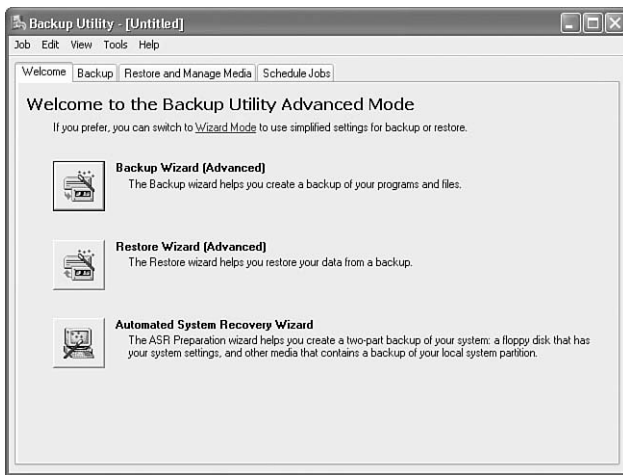 Backup Utility - [Untitled]
Job Edit View Tools Help
Welcome Backup Restore and Manage Media Schedule Jobs
Welcome to the Backup Utility Advanced Mode
If you prefer, you can switch to Wizard Mode to use simplified settings for backup or restore.
Backup Wizard (Advanced)
The Backup wizard helps you create a backup of your programs and files.
Restore Wizard (Advanced)
The Restore wizard helps you restore your data from a backup.
Automated System Recovery Wizard
The ASR Preparation wizard helps you create a two-part backup of your system: a floppy disk that has
your system settings, and other media that contains a backup of your local system partition.